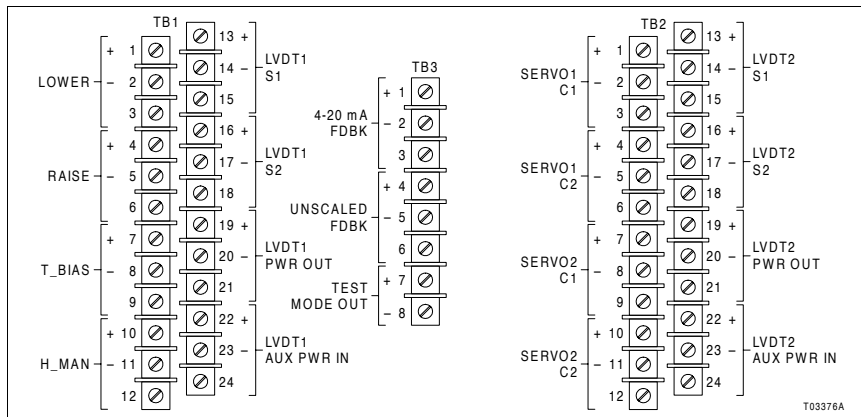 TB1
LOWER
+ 1
− 2
3
RAISE
+ 4
− 5
6
T_BIAS
+ 7
− 8
9
H_MAN
+ 10
− 11
12
13 +
14 −
15
LVDT1
S1
16 +
17 −
18
LVDT1
S2
19 +
20 −
21
LVDT1
PWR OUT
22 +
23 −
24
LVDT1
AUX PWR IN
TB3
4-20 mA
FDBK
+ 1
− 2
3
UNSCALED
FDBK
+ 4
− 5
6
TEST
MODE OUT
+ 7
− 8
TB2
SERVO1
C1
+ 1
− 2
3
SERVO1
C2
+ 4
− 5
6
SERVO2
C1
+ 7
− 8
9
SERVO2
C2
+ 10
− 11
12
13 +
14 −
15
LVDT2
S1
16 +
17 −
18
LVDT2
S2
19 +
20 −
21
LVDT2
PWR OUT
22 +
23 −
24
LVDT2
AUX PWR IN
T03376A